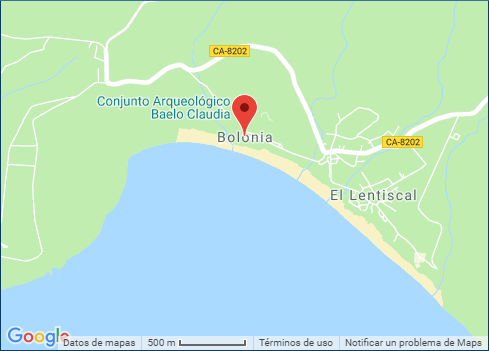 CA-8202
Conjunto Arqueológico
Baelo Claudia
Bolonia
CA-8202
El Lentiscal
Google
Datos de mapas 500 m Términos de uso Notificar un problema de Maps